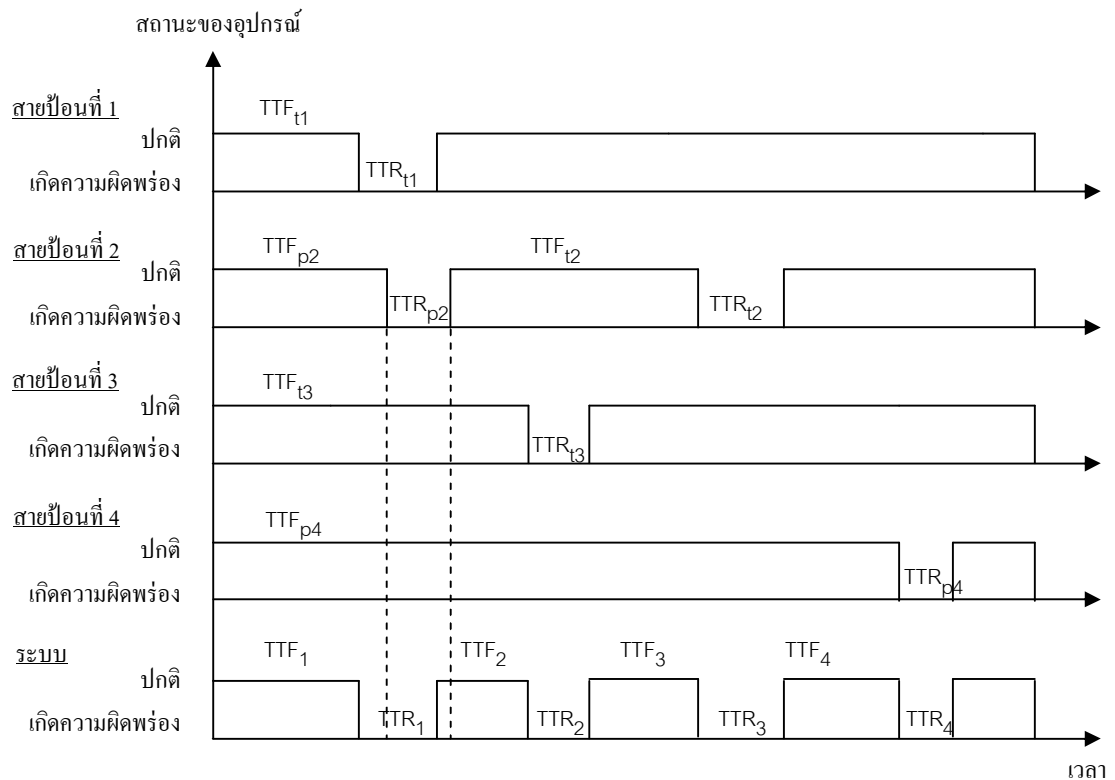 สถานะของอุปกรณ์
สายป้อนที่ 1
TTF_t1
ปกติ
TTR_t1
เกิดความผิดพร่อง
สายป้อนที่ 2
TTF_p2
TTF_t2
ปกติ
TTR_p2
TTR_t2
เกิดความผิดพร่อง
สายป้อนที่ 3
TTF_t3
ปกติ
TTR_t3
เกิดความผิดพร่อง
สายป้อนที่ 4
TTF_p4
ปกติ
TTR_p4
เกิดความผิดพร่อง
ระบบ
TTF_1
TTF_2
TTF_3
TTF_4
ปกติ
TTR_1
TTR_2
TTR_3
TTR_4
เกิดความผิดพร่อง
เวลา